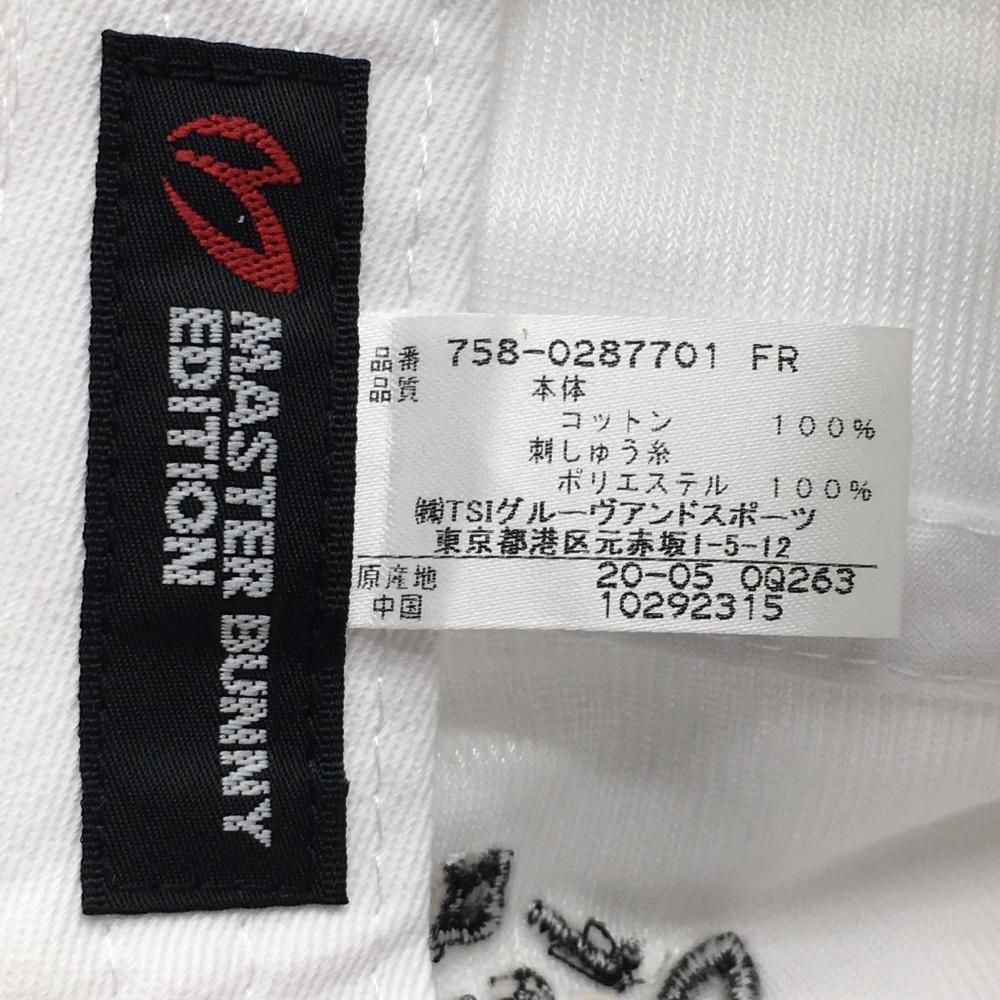 MASTER BUNNY
EDITION
品番 758-0287701 FR
品質 本体
コットン 100%
刺しゅう糸
ポリエステル 100%
㈱TSIグルーヴアンドスポーツ
東京都港区元赤坂1-5-12
原産地 20-05 0Q263
中国 10292315